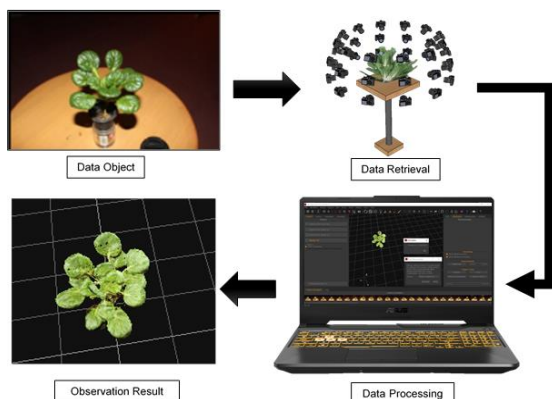 Data Object
Data Retrieval
Observation Result
Data Processing